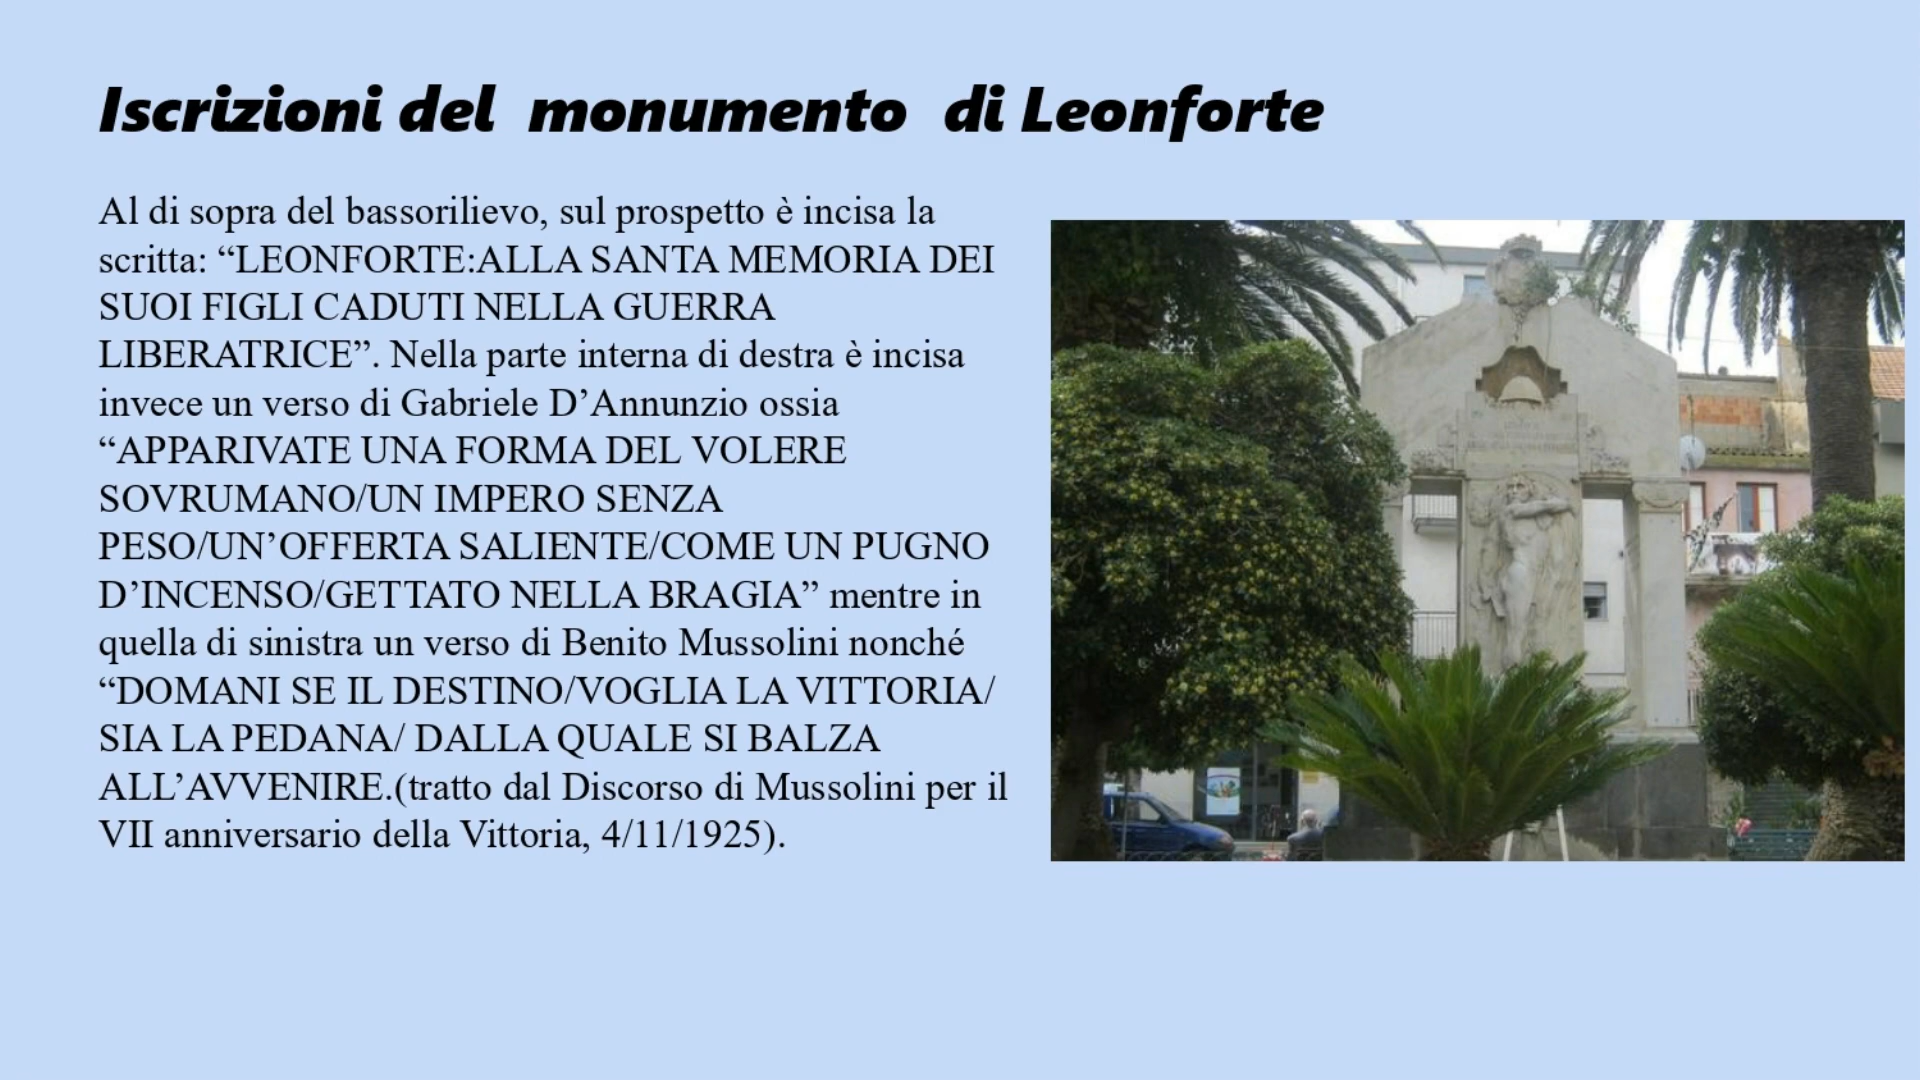 Iscrizioni del monumento di Leonforte
Al di sopra del bassorilievo, sul prospetto è incisa la
scritta: “LEONFORTE:ALLA SANTA MEMORIA DEI
SUOI FIGLI CADUTI NELLA GUERRA
LIBERATRICE”. Nella parte interna di destra è incisa
invece un verso di Gabriele D’Annunzio ossia
“APPARIVATE UNA FORMA DEL VOLERE
SOVRUMANO/UN IMPERO SENZA
PESO/UN’OFFERTA SALIENTE/COME UN PUGNO
D’INCENSO/GETTATO NELLA BRAGIA” mentre in
quella di sinistra un verso di Benito Mussolini nonché
“DOMANI SE IL DESTINO/VOGLIA LA VITTORIA/
SIA LA PEDANA/ DALLA QUALE SI BALZA
ALL’AVVENIRE.(tratto dal Discorso di Mussolini per il
VII anniversario della Vittoria, 4/11/1925).